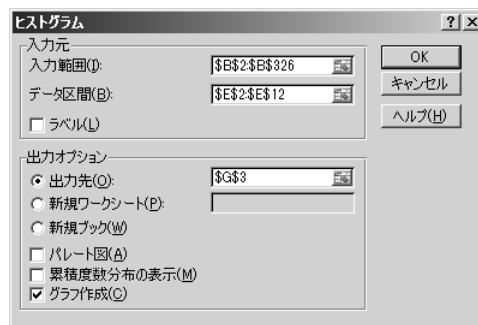 ヒストグラム
入力元
入力範囲(I): $B$2:$B$326
データ区間(B): $E$2:$E$12
ラベル(L)
OK
キャンセル
ヘルプ(H)
出力オプション
出力先(O): $G$3
新規ワークシート(P):
新規ブック(W)
パレート図(A)
累積度数分布の表示(M)
グラフ作成(C)